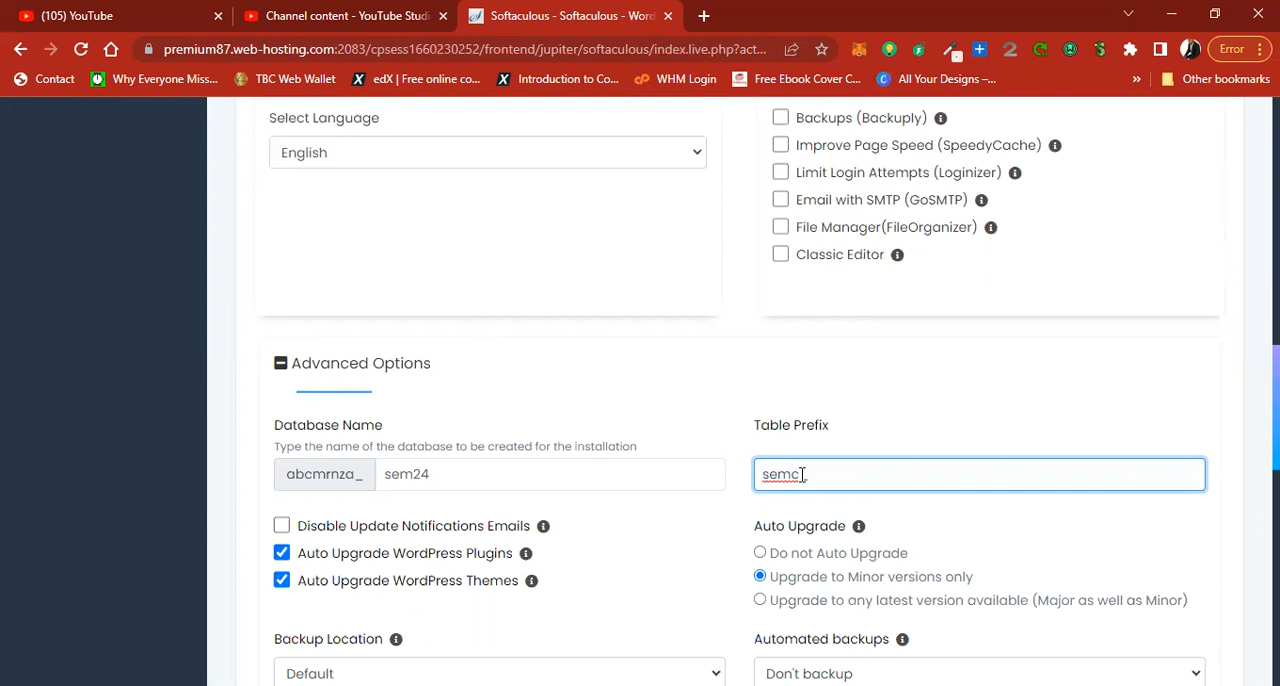 (105) YouTube
Channel content - YouTube Studi
Softaculous - Softaculous - Word
premium87.web-hosting.com:2083/cpsess1660230252/frontend/jupiter/softaculous/index.live.php?act...
Error
Contact
Why Everyone Miss...
TBC Web Wallet
edX | Free online co...
Introduction to Co...
WHM Login
Free Ebook Cover C...
All Your Designs –...
»
Other bookmarks
Select Language
English
Backups (Backuply)
Improve Page Speed (SpeedyCache)
Limit Login Attempts (Loginizer)
Email with SMTP (GoSMTP)
File Manager(FileOrganizer)
Classic Editor
Advanced Options
Database Name
Type the name of the database to be created for the installation
abcmrnza_ sem24
Table Prefix
semc
Disable Update Notifications Emails
Auto Upgrade WordPress Plugins
Auto Upgrade WordPress Themes
Auto Upgrade
Do not Auto Upgrade
Upgrade to Minor versions only
Upgrade to any latest version available (Major as well as Minor)
Backup Location
Default
Automated backups
Don't backup